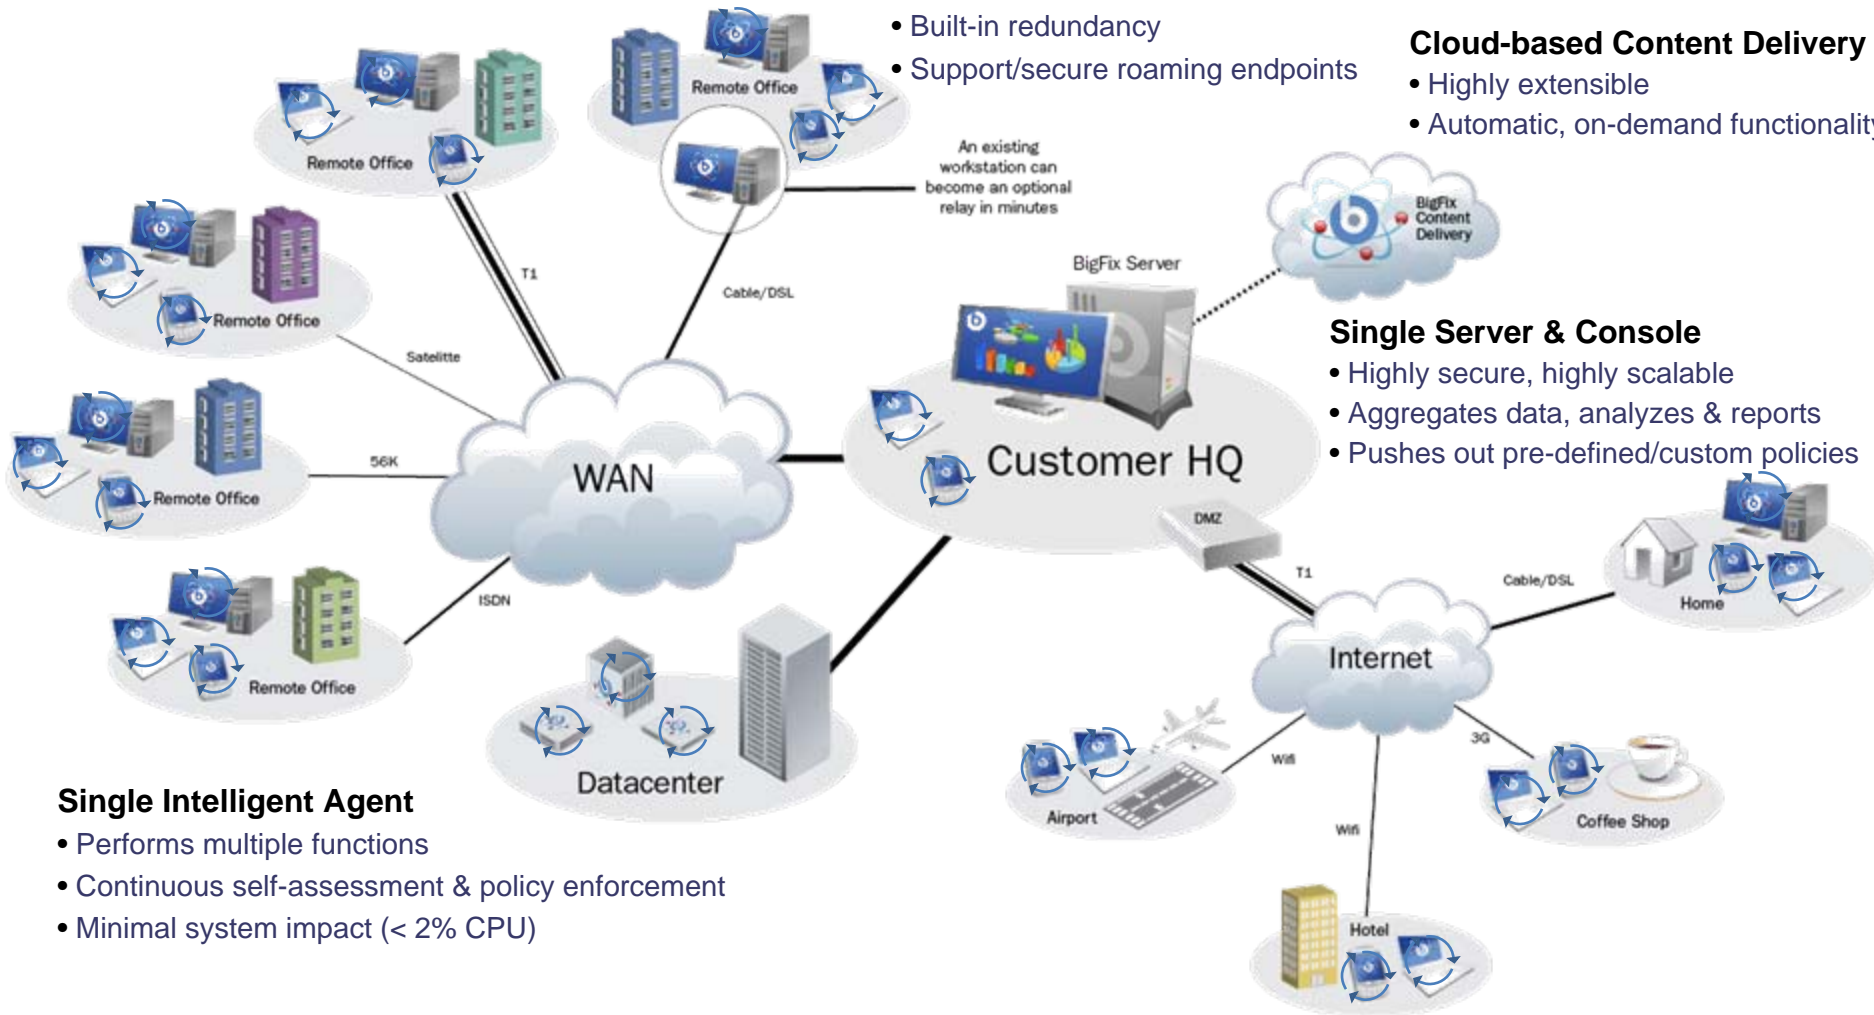 • Built-in redundancy
• Support/secure roaming endpoints
Cloud-based Content Delivery
• Highly extensible
• Automatic, on-demand functionality
Remote Office
Remote Office
An existing
workstation can
become an optional
relay in minutes
BigFix
Content
Delivery
BigFix Server
T1
Cable/DSL
Remote Office
Satelitte
Single Server & Console
• Highly secure, highly scalable
• Aggregates data, analyzes & reports
• Pushes out pre-defined/custom policies
56K
WAN
Customer HQ
Remote Office
DMZ
T1
Cable/DSL
Home
ISDN
Internet
Remote Office
Datacenter
Wifi
3G
Airport
Coffee Shop
Wifi
Hotel
Single Intelligent Agent
• Performs multiple functions
• Continuous self-assessment & policy enforcement
• Minimal system impact (< 2% CPU)